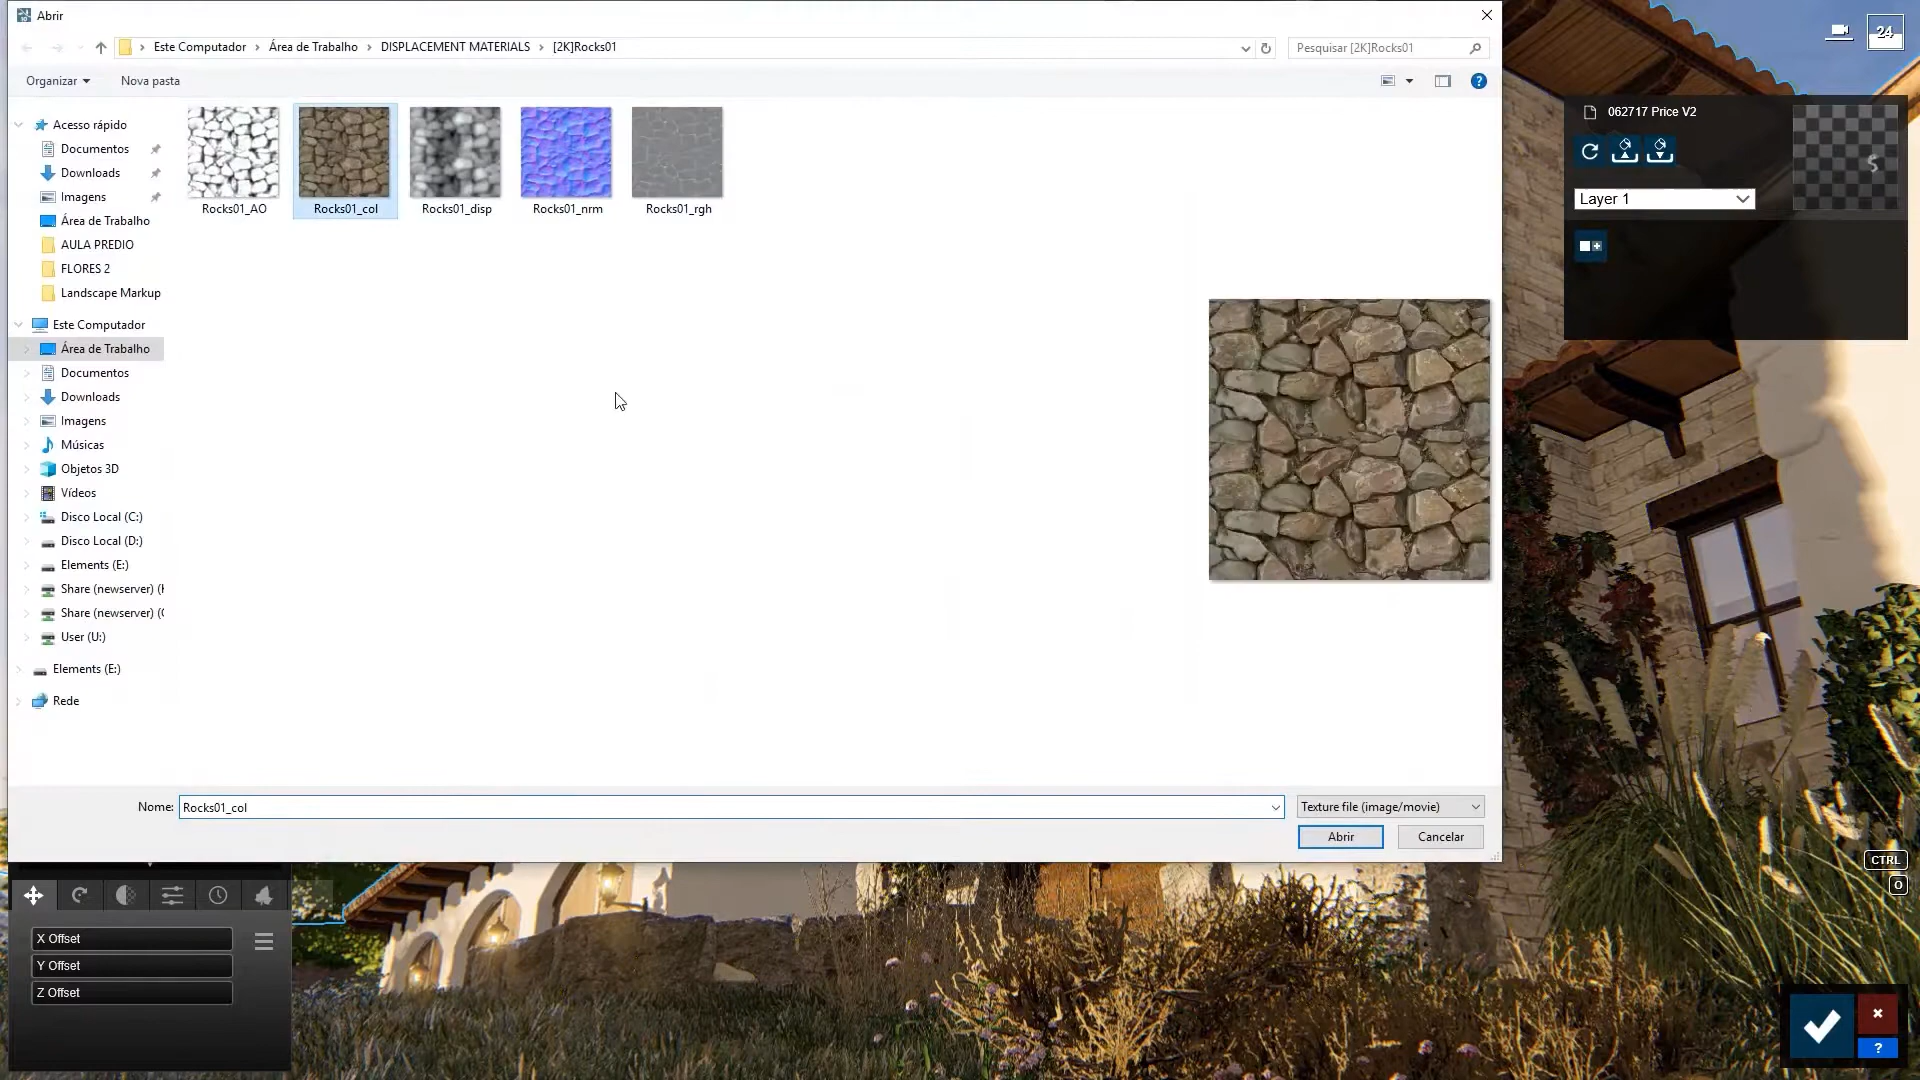 Abrir
Este Computador > Área de Trabalho > DISPLACEMENT MATERIALS > [2K]Rocks01
Pesquisar [2K]Rocks01
Organizar
Nova pasta
Acesso rápido
Documentos
Downloads
Imagens
Área de Trabalho
AULA PREDIO
FLORES 2
Landscape Markup
Este Computador
Área de Trabalho
Documentos
Downloads
Imagens
Músicas
Objetos 3D
Vídeos
Disco Local (C:)
Disco Local (D:)
Elements (E:)
Share (newserver) (
Share (newserver) (
User (U:)
Elements (E:)
Rede
Rocks01_AO
Rocks01_col
Rocks01_disp
Rocks01_nrm
Rocks01_rgh
Nome:
Rocks01_col
Texture file (image/movie)
Abrir
Cancelar
24
062717 Price V2
Layer 1
X Offset
Y Offset
Z Offset
CTRL
O
?